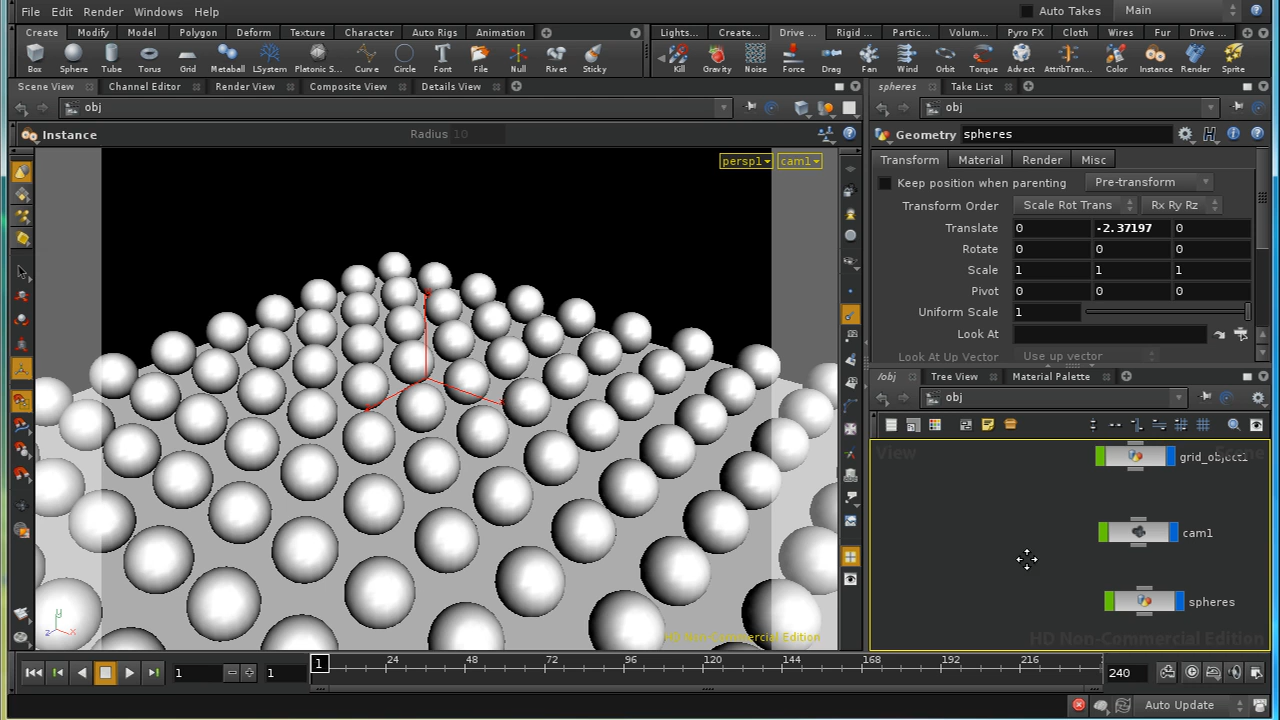 File Edit Render Windows Help
Auto Takes Main
Create Modify Model Polygon Deform Texture Character Auto Rigs Animation
Lights... Create... Drive ... Rigid ... Partic... Volum... Pyro FX Cloth Wires Fur Drive ...
Box Sphere Tube Torus Grid Metaball LSystem Platonic S... Curve Circle Font File Null Rivet Sticky
Kill Gravity Noise Force Drag Fan Wind Orbit Torque Advect AttribTran... Color Instance Render Sprite
Scene View Channel Editor Render View Composite View Details View
spheres Take List
obj
obj
Instance Radius 10
Geometry spheres
persp1 cam1
Transform Material Render Misc
Keep position when parenting Pre-transform
Transform Order Scale Rot Trans Rx Ry Rz
Translate 0 -2.37197 0
Rotate 0 0 0
Scale 1 1 1
Pivot 0 0 0
Uniform Scale 1
Look At
Look At Up Vector Use up vector
/obj Tree View Material Palette
obj
View Scene
grid_object1
cam1
spheres
HD Non-Commercial Edition
HD Non-Commercial Edition
y
z x
1 1 1 24 48 72 96 120 144 168 192 216 240
Auto Update